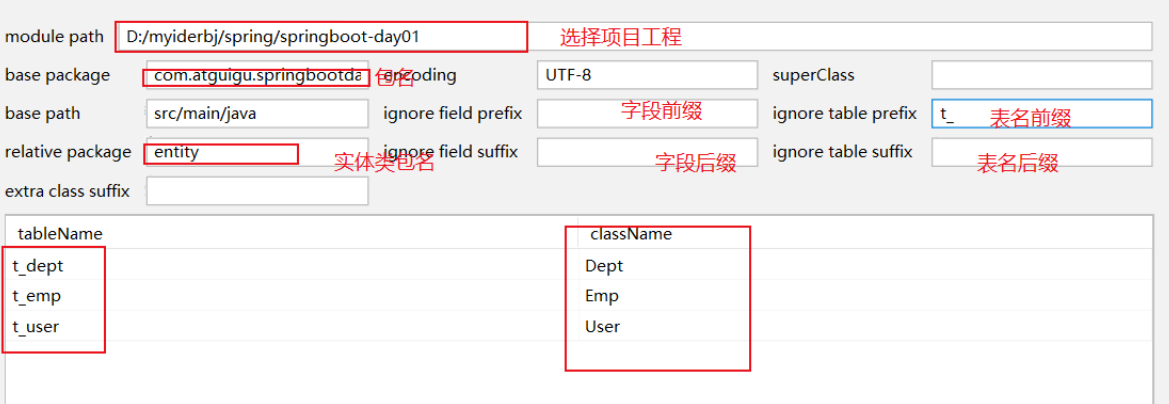 module path D:/myiderbj/spring/springboot-day01 选择项目工程
base package com.atguigu.springbootda 包名 encoding UTF-8 superClass
base path src/main/java ignore field prefix 字段前缀 ignore table prefix t_ 表名前缀
relative package entity 实体类包名 ignore field suffix 字段后缀 ignore table suffix 表名后缀
extra class suffix
tableName className
t_dept Dept
t_emp Emp
t_user User